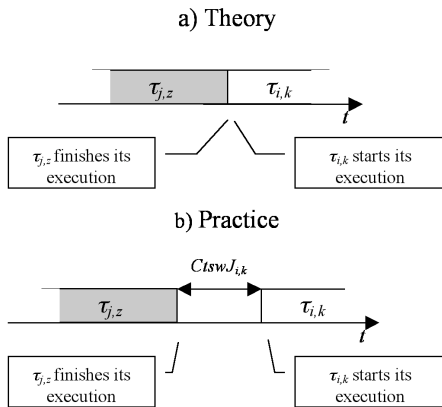 a) Theory
τj,z τi,k
t
τj,z finishes its
execution
τi,k starts its
execution
b) Practice
CtswJi,k
τj,z τi,k
t
τj,z finishes its
execution
τi,k starts its
execution